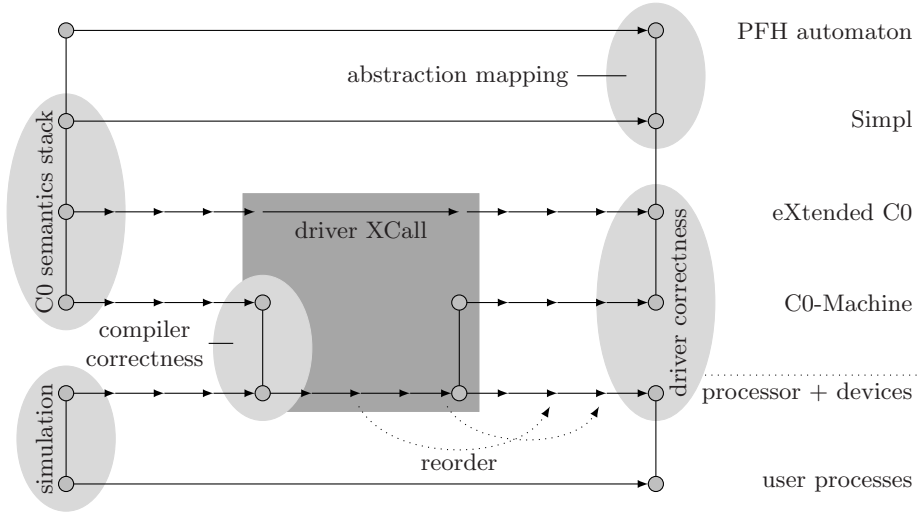 PFH automaton
abstraction mapping
Simpl
C0 semantics stack
eXtended C0
driver XCall
driver correctness
C0-Machine
compiler
correctness
simulation
processor + devices
reorder
user processes